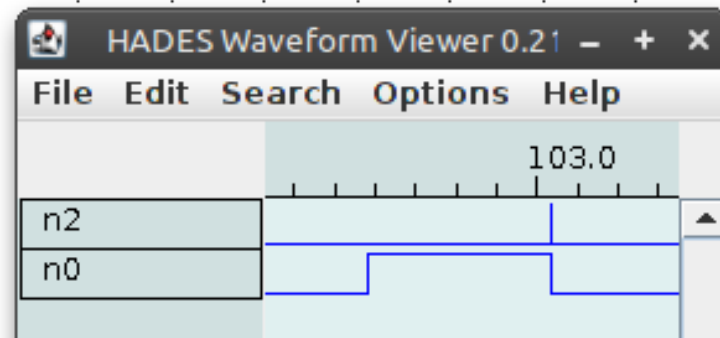 HADES Waveform Viewer 0.21
File Edit Search Options Help
103.0
n2
n0